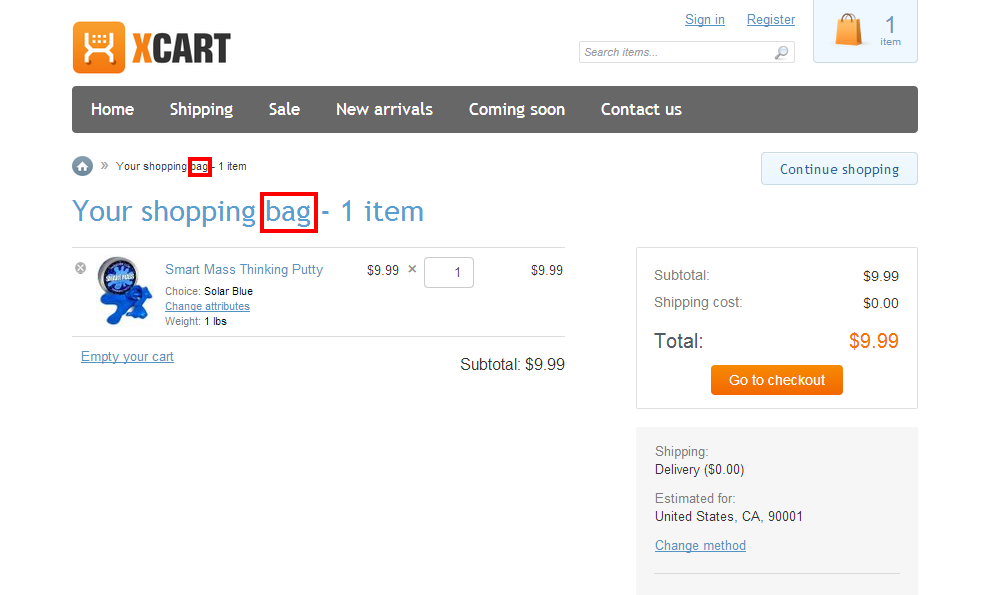 Sign in Register
1
item
XCART
Search items...
Home Shipping Sale New arrivals Coming soon Contact us
» Your shopping bag - 1 item
Continue shopping
Your shopping bag - 1 item
Smart Mass Thinking Putty $9.99 × 1 $9.99
SMART MASS
Choice: Solar Blue
Change attributes
Weight: 1 lbs
Empty your cart
Subtotal: $9.99
Subtotal: $9.99
Shipping cost: $0.00
Total: $9.99
Go to checkout
Shipping:
Delivery ($0.00)
Estimated for:
United States, CA, 90001
Change method